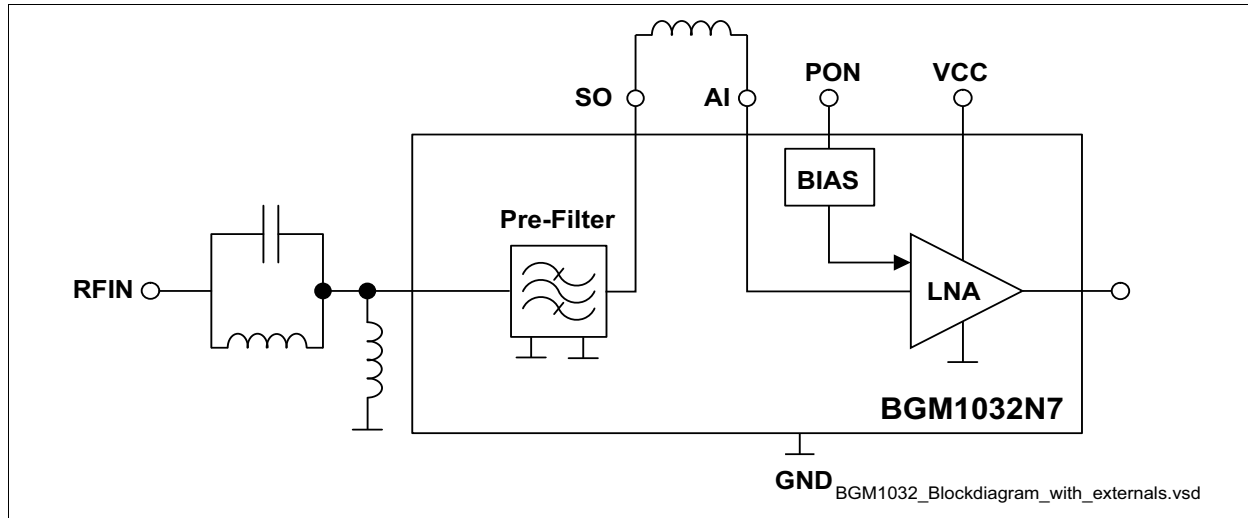 SO
AI
PON
VCC
BIAS
Pre-Filter
RFIN
LNA
BGM1032N7
GND
BGM1032_Blockdiagram_with_externals.vsd